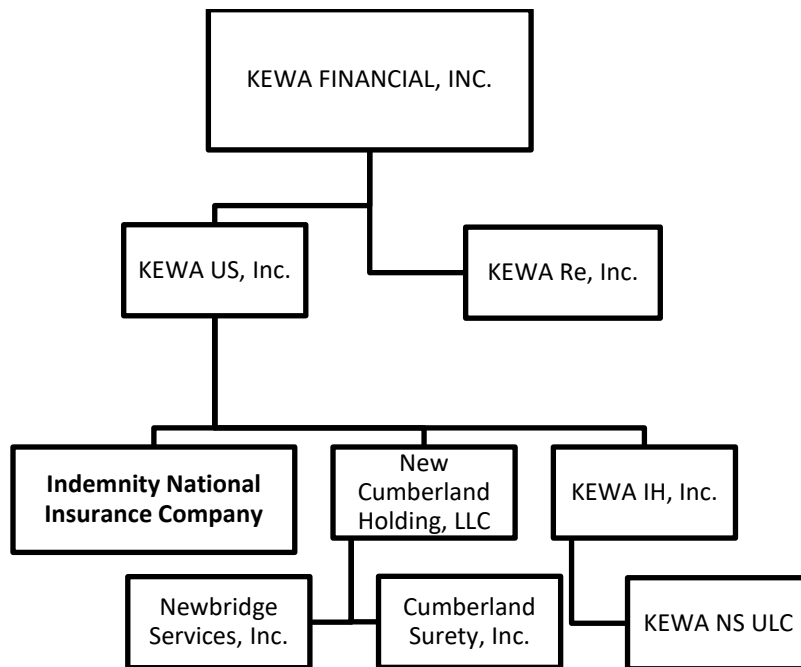 KEWA FINANCIAL, INC.
KEWA US, Inc.
KEWA Re, Inc.
Indemnity National
Insurance Company
New
Cumberland
Holding, LLC
KEWA IH, Inc.
Newbridge
Services, Inc.
Cumberland
Surety, Inc.
KEWA NS ULC